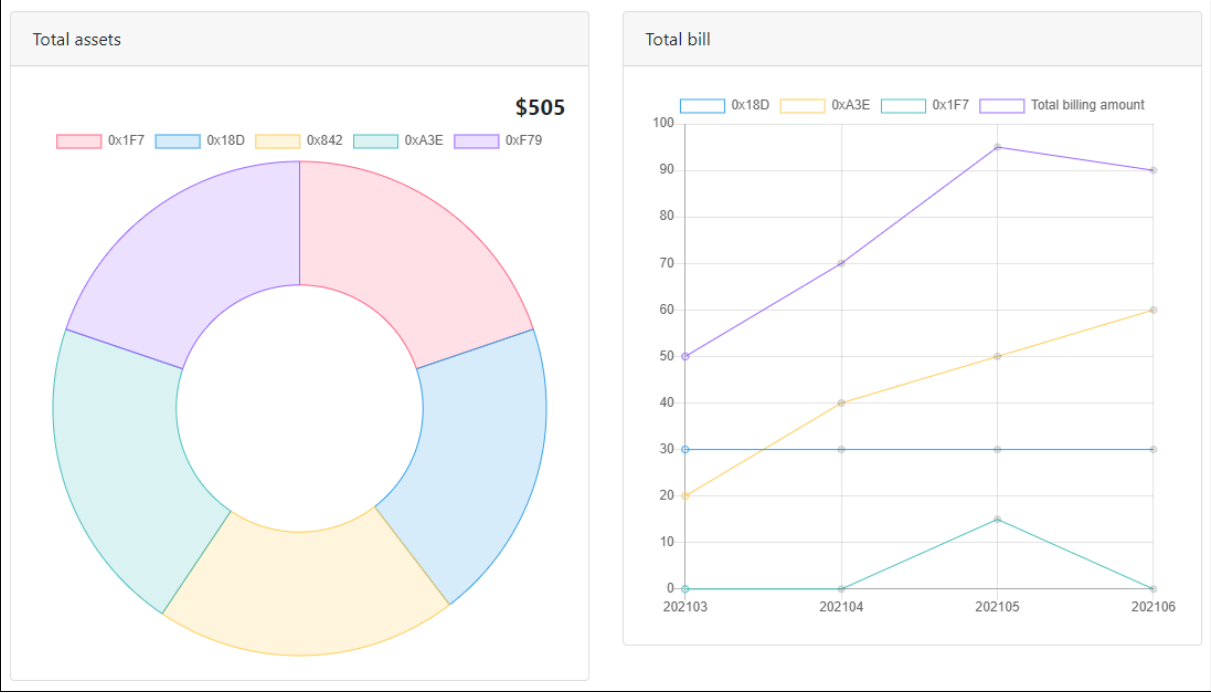 Total assets
$505
0x1F7 0x18D 0x842 0xA3E 0xF79
Total bill
0x18D 0xA3E 0x1F7 Total billing amount
100
90
80
70
60
50
40
30
20
10
0
202103 202104 202105 202106